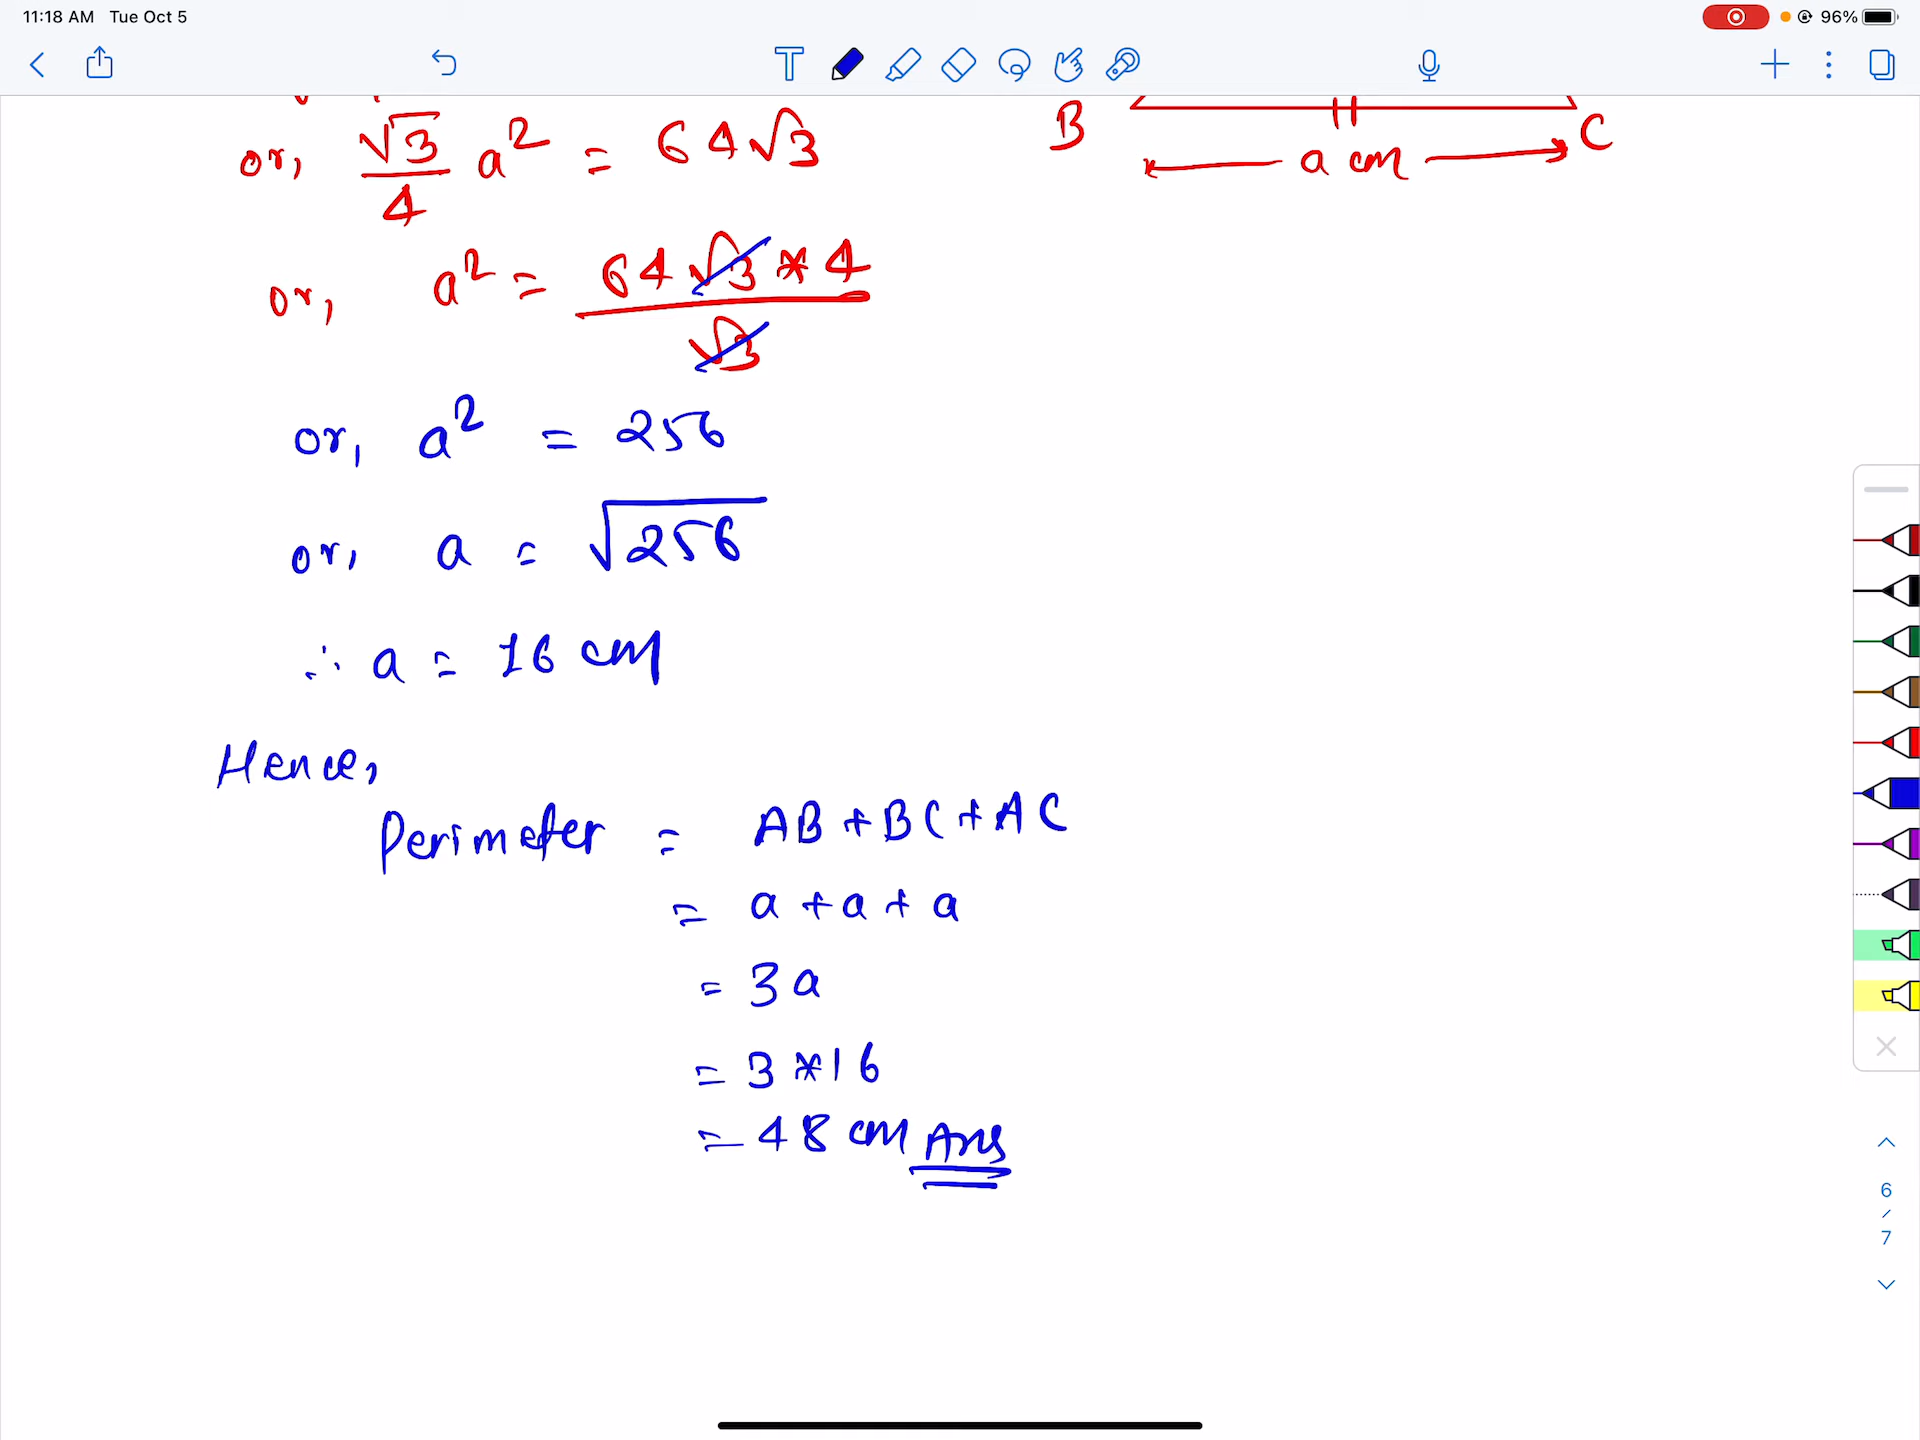 11:18 AM Tue Oct 5
96%
T
or, √3/4 a² = 64√3
B
C
a cm
or, a² = 64√3 * 4 / √3
or, a² = 256
or, a = √256
∴ a = 16 cm
Hence,
Perimeter = AB + BC + AC
= a + a + a
= 3a
= 3 * 16
= 48 cm Ans
6
/
7